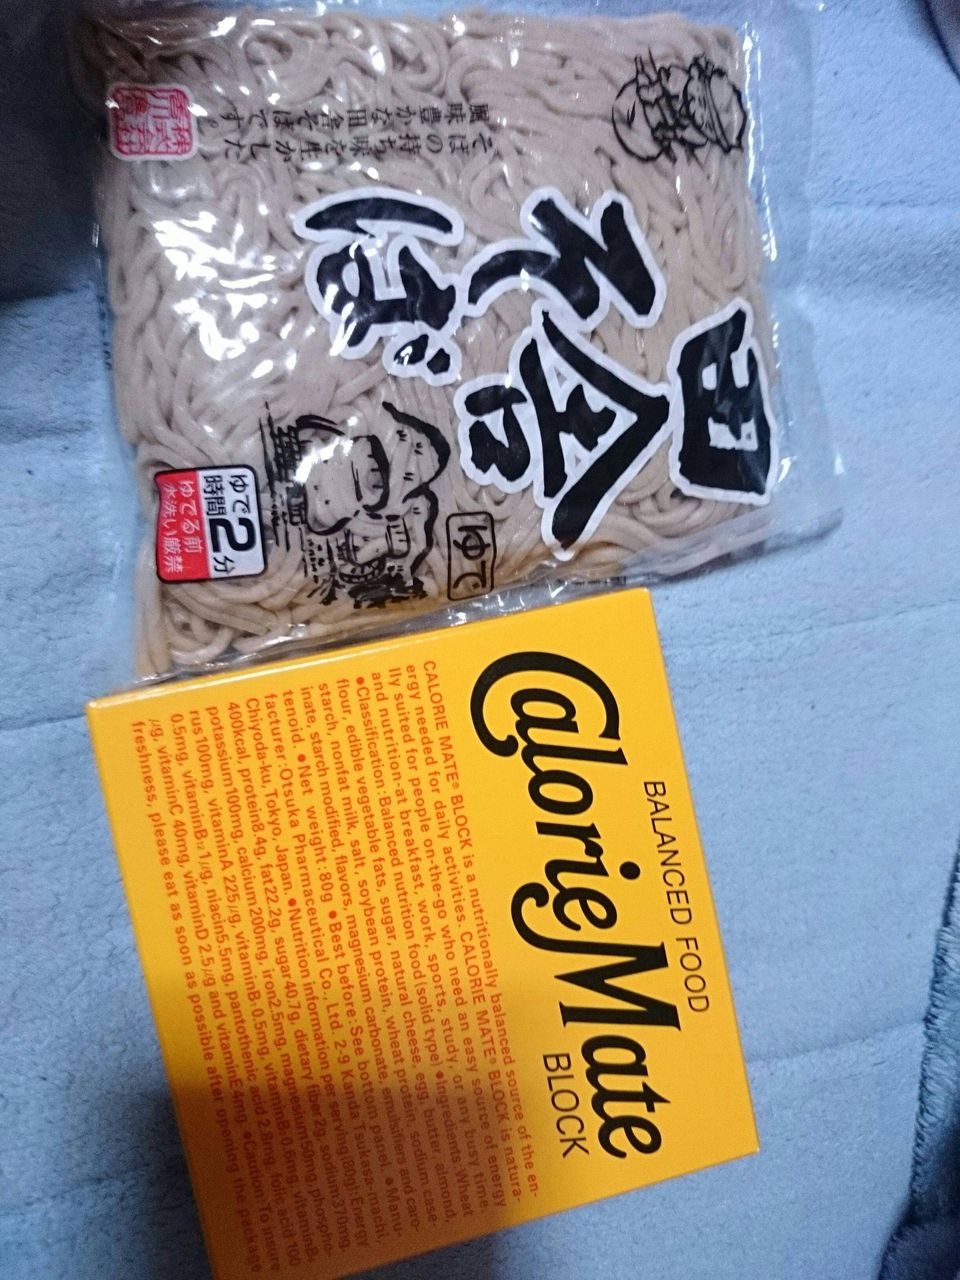 田舎
そば
ゆで
そばの持ち味を生かした
風味豊かな田舎そばです。
ゆで
時間2分
ゆでる前
水洗い厳禁
BALANCED FOOD
CalorieMate
BLOCK
CALORIE MATE® BLOCK is a nutritionally balanced source of the en-
ergy needed for daily activities. CALORIE MATE® BLOCK is natura-
lly suited for people on-the-go who need an easy source of energy
and nutrition-at breakfast, work, sports, study, or any busy time.
●Classification:Balanced nutrition food(solid type) ●Ingredients:Wheat
flour, edible vegetable fats, sugar, natural cheese, egg, butter, almond,
starch, nonfat milk, salt, soybean protein, wheat protein, sodium case-
inate, starch modified, flavors, magnesium carbonate, emulsifiers and caro-
tenoid. ●Net weight:80g ●Best before:See bottom panel. ●Manu-
facturer:Otsuka Pharmaceutical Co., Ltd. 2-9 Kanda Tsukasa-machi,
Chiyoda-ku, Tokyo, Japan. ●Nutrition information per serving(80g):Energy
400kcal, protein8.4g, fat22.2g, sugar40.7g, dietary fiber2g, sodium370mg,
potassium100mg, calcium200mg, iron2.5mg, magnesium50mg, phospho-
rus100mg, vitaminA 225㎍, vitaminB₁ 0.5mg, vitaminB₂ 0.6mg, vitaminB₆
0.5mg, vitaminB₁₂ 1㎍, niacin5.5mg, pantothenic acid 2.8mg, folic acid 100
㎍, vitaminC 40mg, vitaminD 2.5㎍ and vitaminE4mg. ●Caution:To insure
freshness, please eat as soon as possible after opening the package